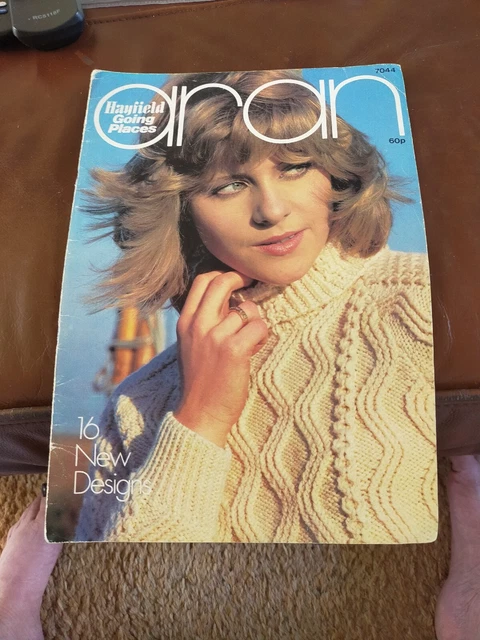 7044
Hayfield
Going
Places
aran
60p
16
New
Designs